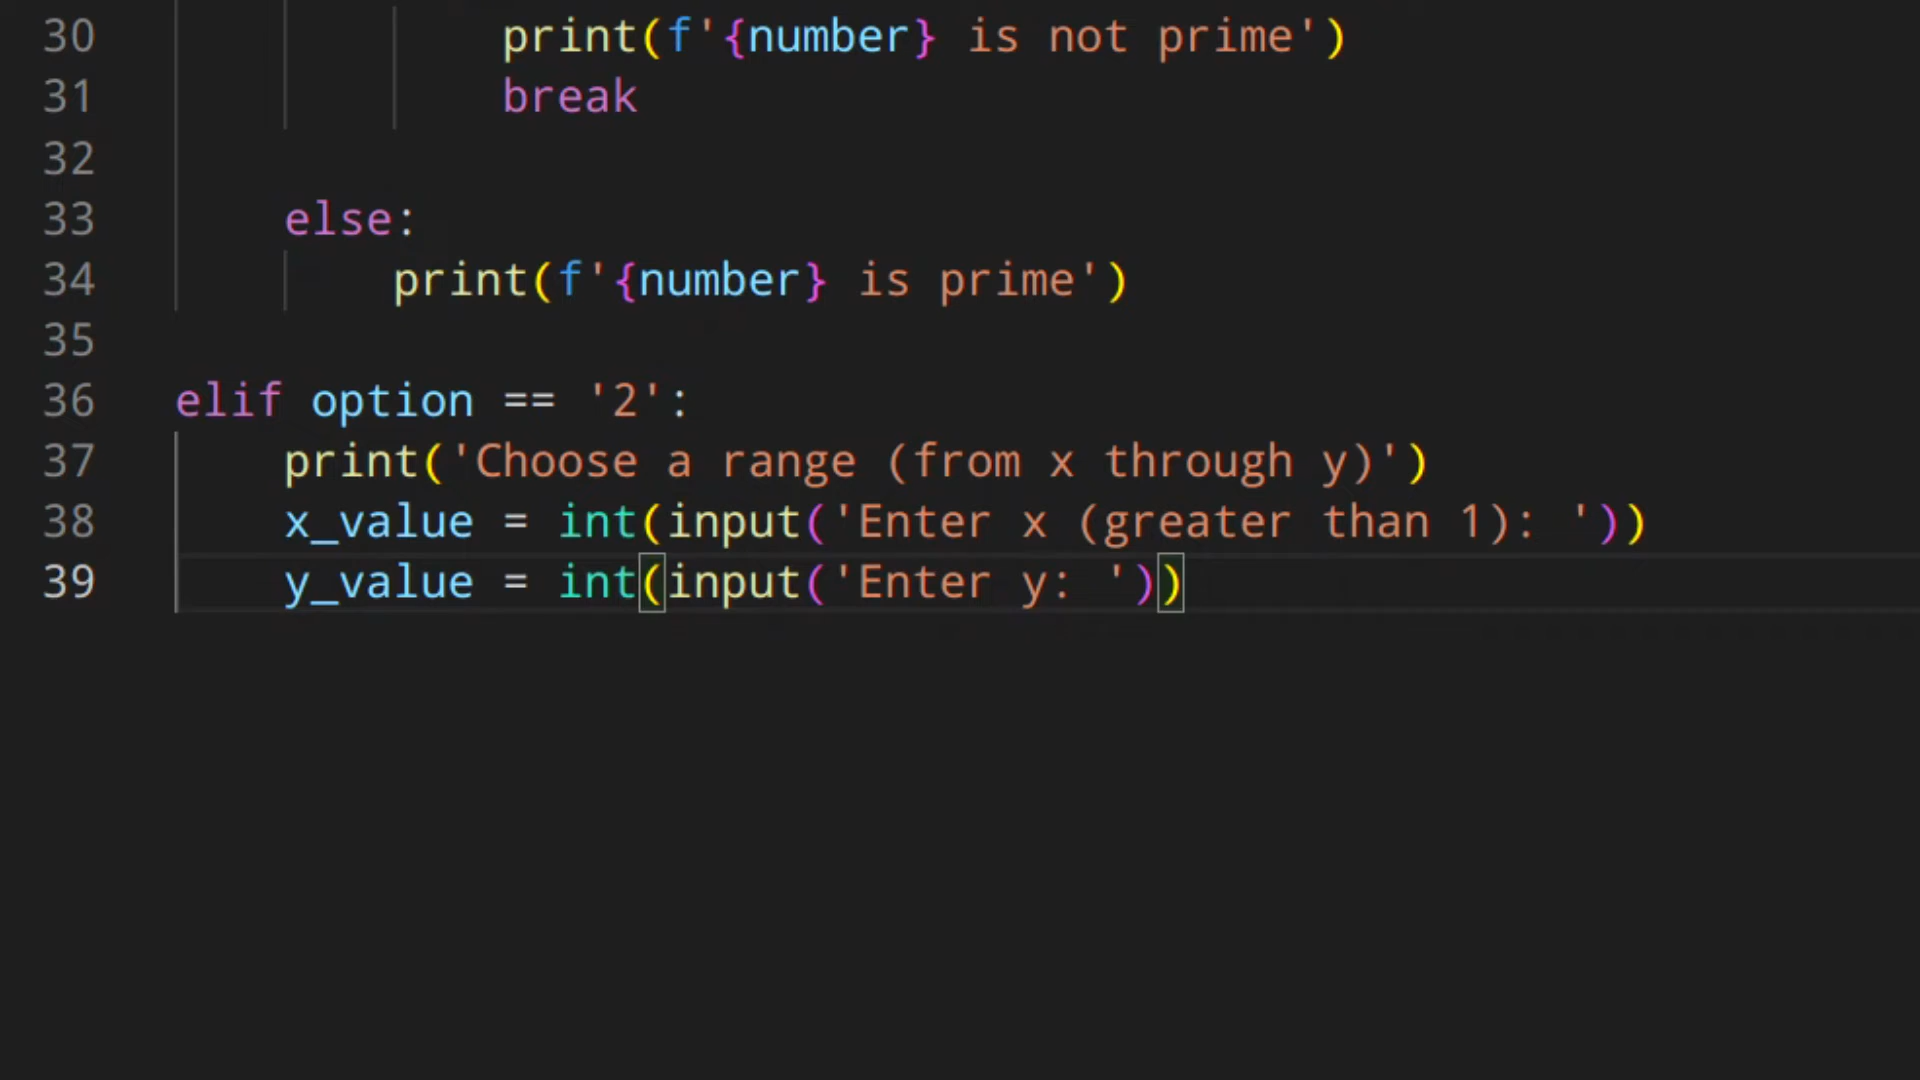 30 print(f'{number} is not prime')
31 break
32
33 else:
34 print(f'{number} is prime')
35
36 elif option == '2':
37 print('Choose a range (from x through y)')
38 x_value = int(input('Enter x (greater than 1): '))
39 y_value = int(input('Enter y: '))